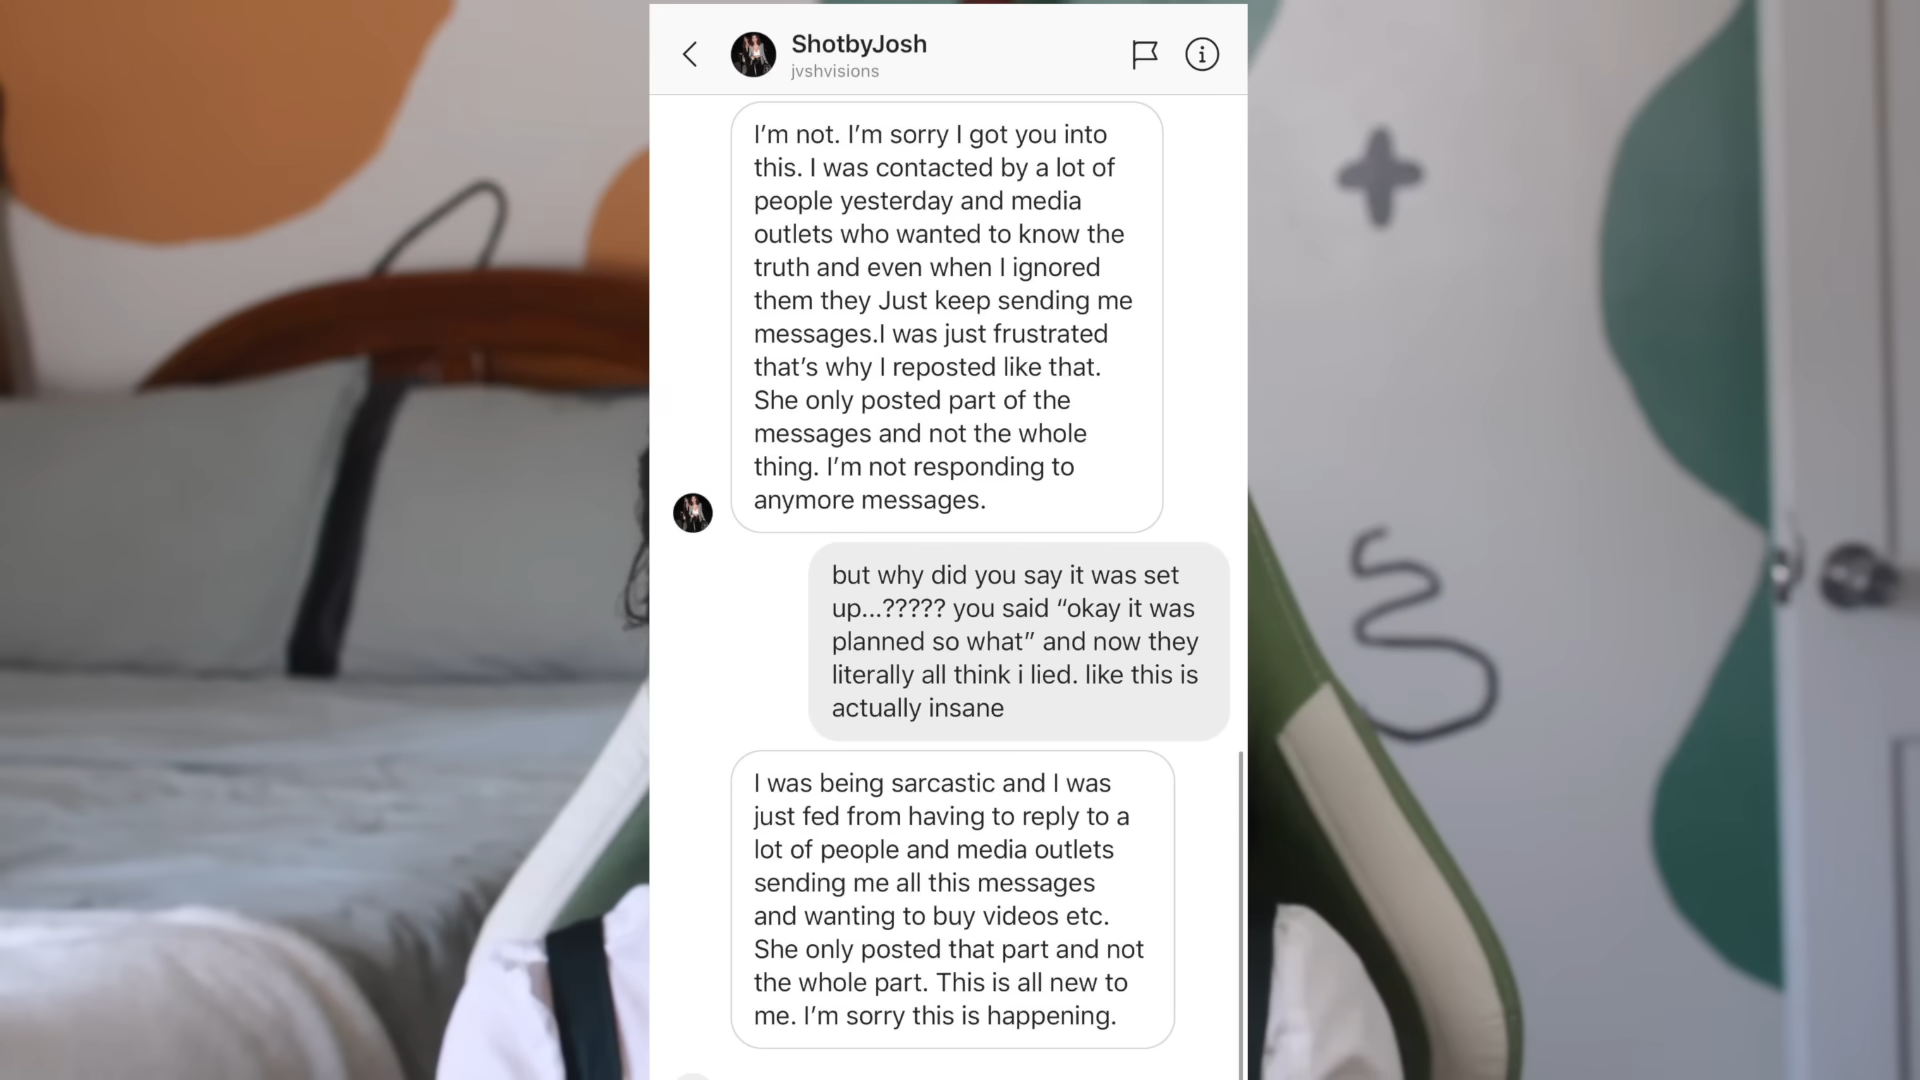 ShotbyJosh
jvshvisions
I'm not. I'm sorry I got you into
this. I was contacted by a lot of
people yesterday and media
outlets who wanted to know the
truth and even when I ignored
them they Just keep sending me
messages.I was just frustrated
that's why I reposted like that.
She only posted part of the
messages and not the whole
thing. I'm not responding to
anymore messages.
but why did you say it was set
up...????? you said “okay it was
planned so what” and now they
literally all think i lied. like this is
actually insane
I was being sarcastic and I was
just fed from having to reply to a
lot of people and media outlets
sending me all this messages
and wanting to buy videos etc.
She only posted that part and not
the whole part. This is all new to
me. I'm sorry this is happening.